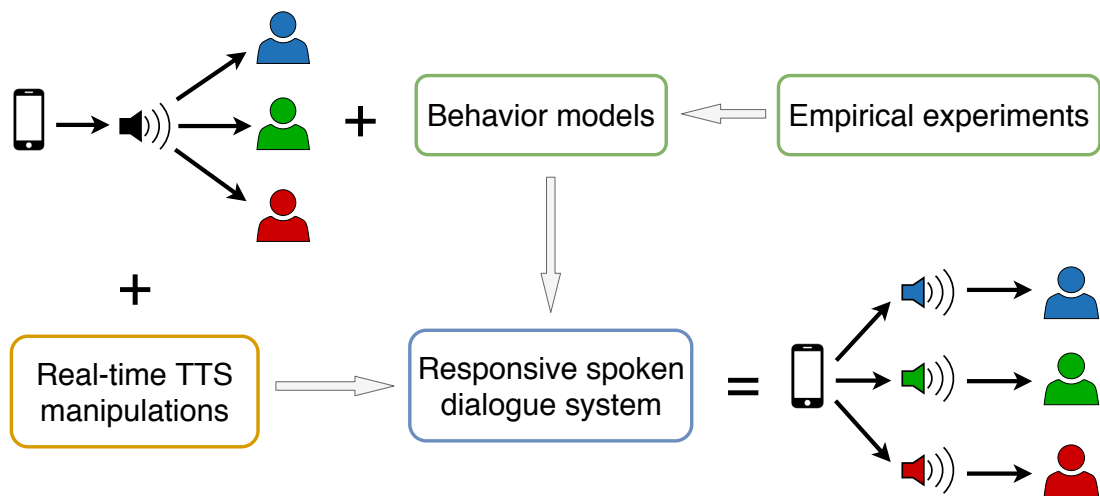 +
Behavior models
Empirical experiments
+
Real-time TTS
manipulations
Responsive spoken
dialogue system
=